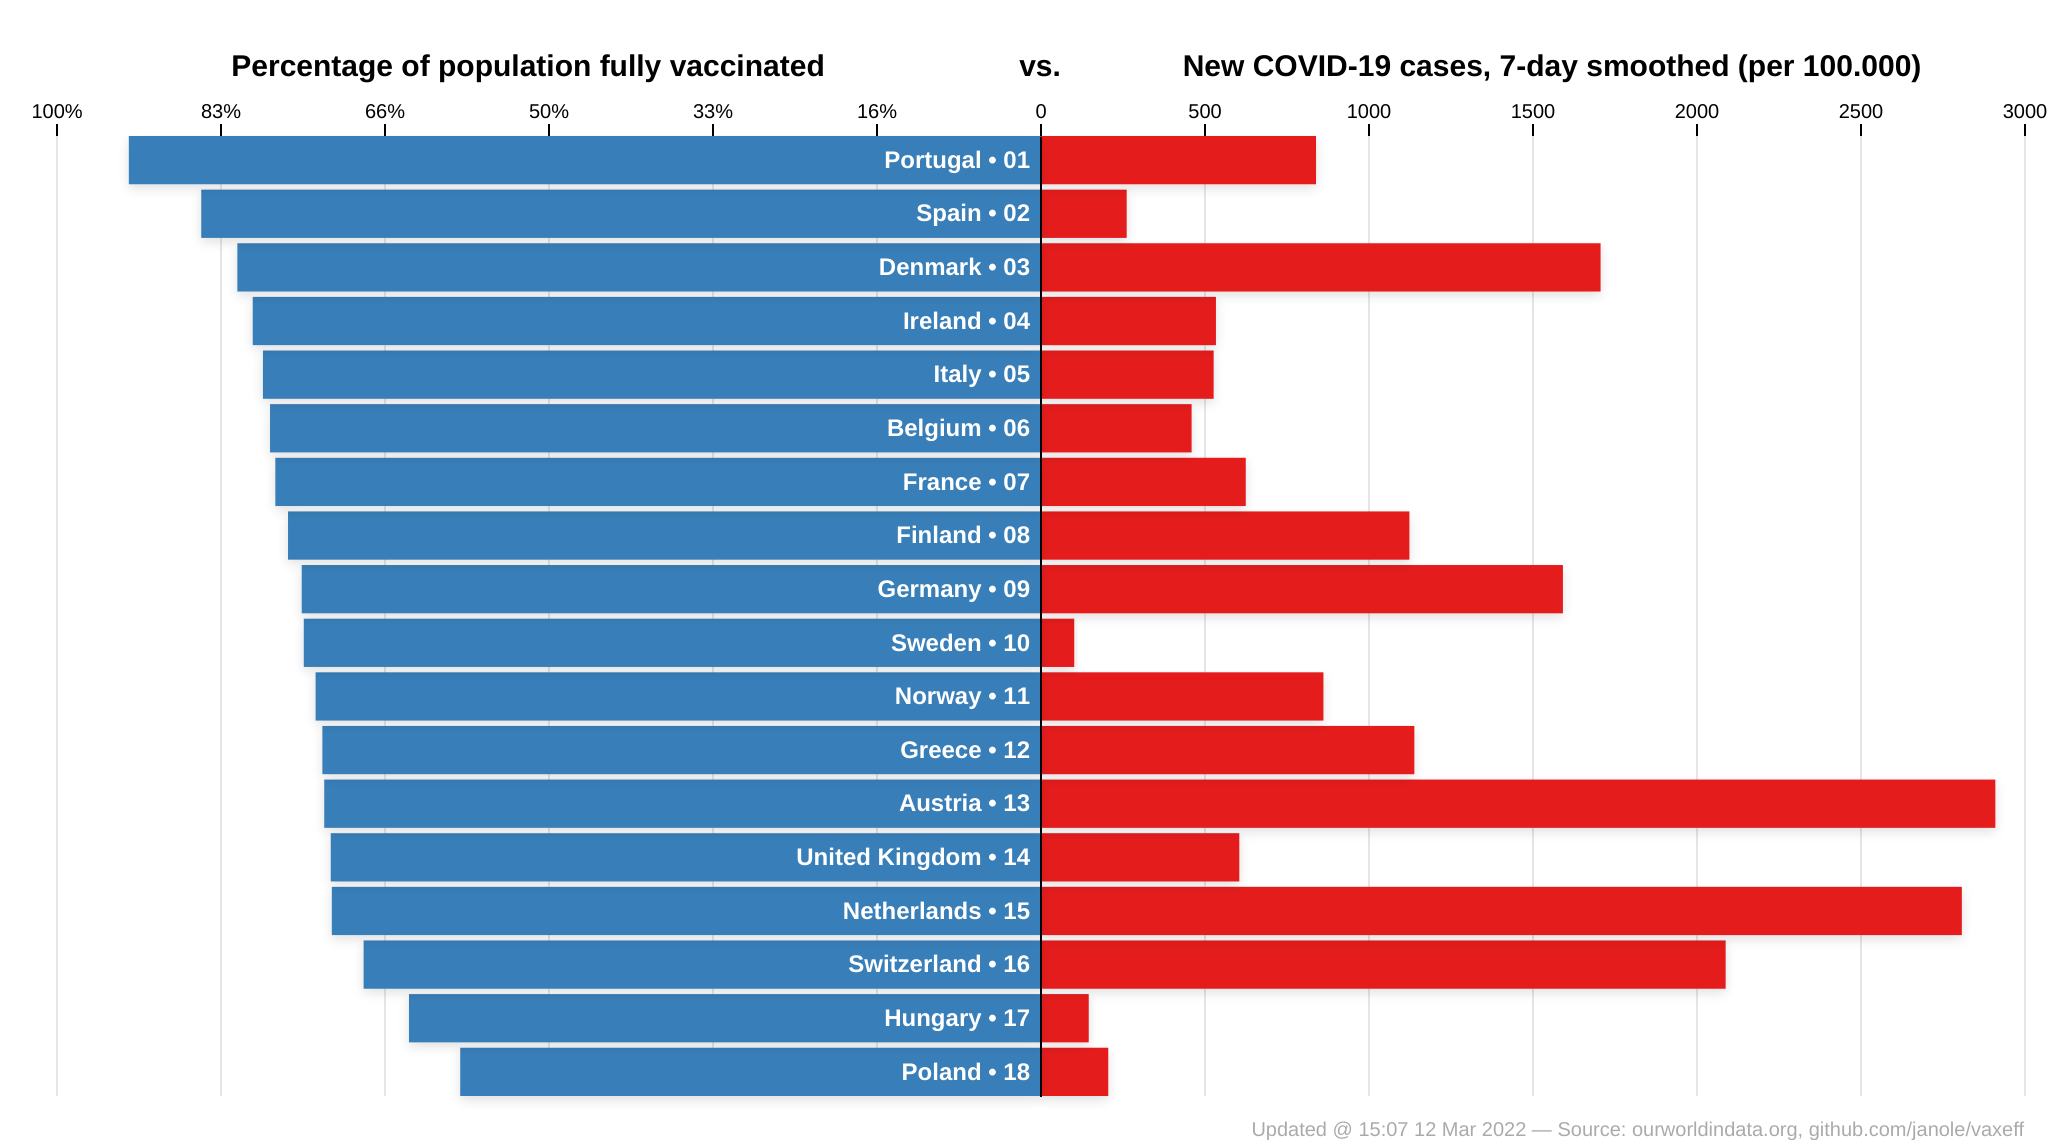 Percentage of population fully vaccinated vs. New COVID-19 cases, 7-day smoothed (per 100.000)
100% 83% 66% 50% 33% 16% 0 500 1000 1500 2000 2500 3000
Portugal • 01
Spain • 02
Denmark • 03
Ireland • 04
Italy • 05
Belgium • 06
France • 07
Finland • 08
Germany • 09
Sweden • 10
Norway • 11
Greece • 12
Austria • 13
United Kingdom • 14
Netherlands • 15
Switzerland • 16
Hungary • 17
Poland • 18
Updated @ 15:07 12 Mar 2022 — Source: ourworldindata.org, github.com/janole/vaxeff